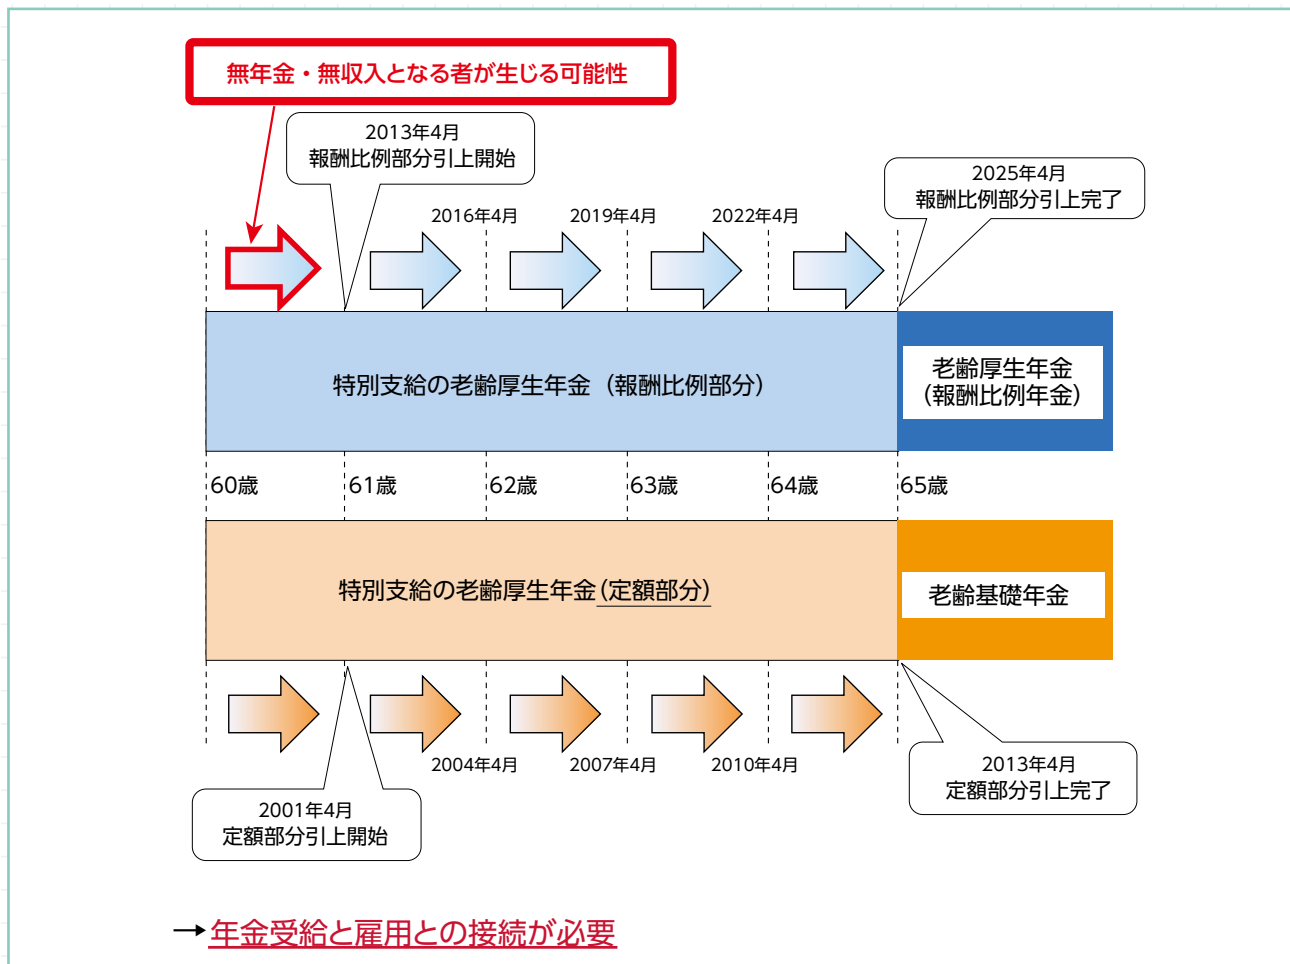 無年金・無収入となる者が生じる可能性
2013年4月
報酬比例部分引上開始
2025年4月
報酬比例部分引上完了
2016年4月
2019年4月
2022年4月
特別支給の老齢厚生年金（報酬比例部分）
老齢厚生年金
（報酬比例年金）
60歳
61歳
62歳
63歳
64歳
65歳
特別支給の老齢厚生年金（定額部分）
老齢基礎年金
2004年4月
2007年4月
2010年4月
2001年4月
定額部分引上開始
2013年4月
定額部分引上完了
→年金受給と雇用との接続が必要